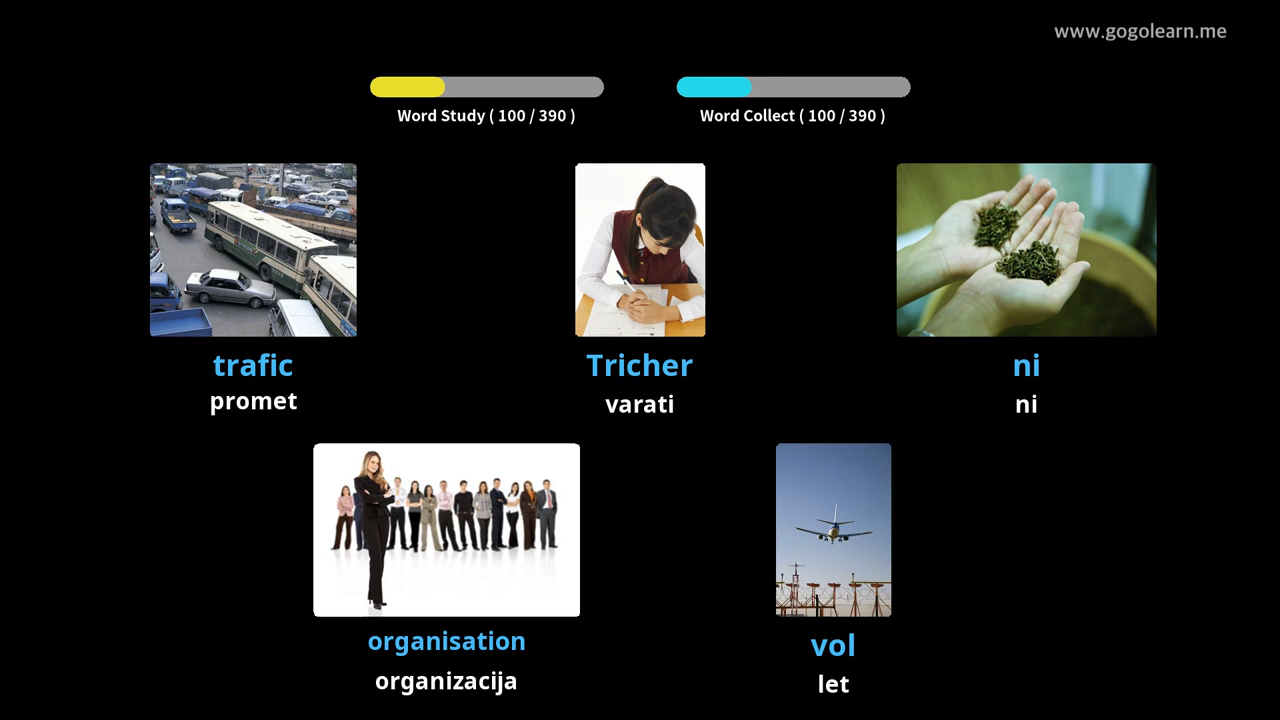 www.gogolearn.me
Word Study ( 100 / 390 )
Word Collect ( 100 / 390 )
trafic
promet
Tricher
varati
ni
ni
organisation
organizacija
vol
let